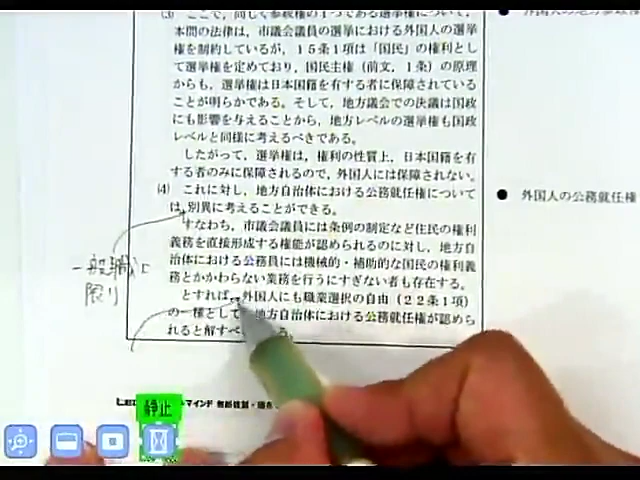 (3) ここで，同じく参政権の1つである選挙権について，
本問の法律は，市議会議員の選挙における外国人の選挙
権を制約しているが，15条1項は「国民」の権利とし
て選挙権を定めており，国民主権（前文，1条）の原理
からも，選挙権は日本国籍を有する者に保障されている
ことが明らかである。そして，地方議会での決議は国政
にも影響を与えることから，地方レベルの選挙権も国政
レベルと同様に考えるべきである。
したがって，選挙権は，権利の性質上，日本国籍を有
する者のみに保障されるので，外国人には保障されない。
(4) これに対し，地方自治体における公務就任権について
は，別異に考えることができる。
すなわち，市議会議員には条例の制定など住民の権利
義務を直接形成する権能が認められるのに対し，地方自
治体における公務員には機械的・補助的な国民の権利義
務とかかわらない業務を行うにすぎない者も存在する。
とすれば，外国人にも職業選択の自由（22条1項）
の一種として，地方自治体における公務就任権が認めら
れると解すべ
る。
● 外国人の公務就任権
一般職に
限り
マインド 無断複製・頒
静止